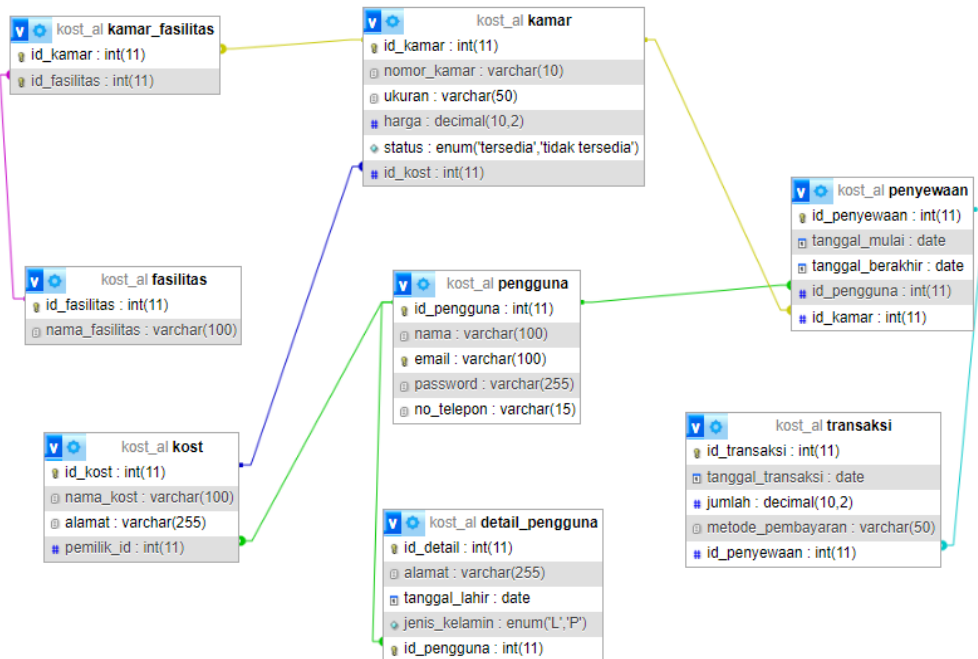 kost_al kamar_fasilitas
id_kamar : int(11)
id_fasilitas : int(11)
kost_al kamar
id_kamar : int(11)
nomor_kamar : varchar(10)
ukuran : varchar(50)
harga : decimal(10,2)
status : enum('tersedia','tidak tersedia')
id_kost : int(11)
kost_al penyewaan
id_penyewaan : int(11)
tanggal_mulai : date
tanggal_berakhir : date
id_pengguna : int(11)
id_kamar : int(11)
kost_al fasilitas
id_fasilitas : int(11)
nama_fasilitas : varchar(100)
kost_al pengguna
id_pengguna : int(11)
nama : varchar(100)
email : varchar(100)
password : varchar(255)
no_telepon : varchar(15)
kost_al kost
id_kost : int(11)
nama_kost : varchar(100)
alamat : varchar(255)
pemilik_id : int(11)
kost_al transaksi
id_transaksi : int(11)
tanggal_transaksi : date
jumlah : decimal(10,2)
metode_pembayaran : varchar(50)
id_penyewaan : int(11)
kost_al detail_pengguna
id_detail : int(11)
alamat : varchar(255)
tanggal_lahir : date
jenis_kelamin : enum('L','P')
id_pengguna : int(11)